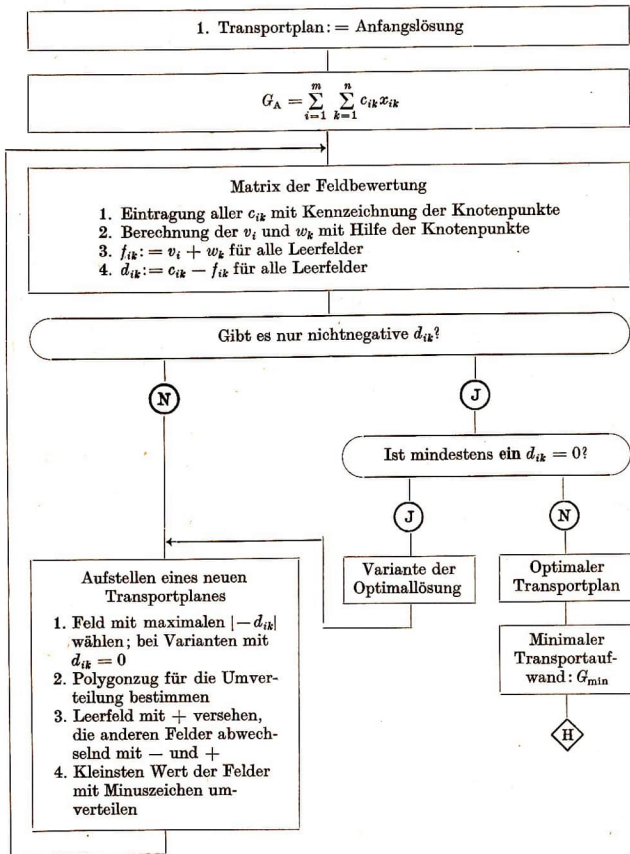 1. Transportplan: = Anfangslösung
G_A = \sum_{i=1}^{m} \sum_{k=1}^{n} c_{ik} x_{ik}
Matrix der Feldbewertung
1. Eintragung aller c_{ik} mit Kennzeichnung der Knotenpunkte
2. Berechnung der v_i und w_k mit Hilfe der Knotenpunkte
3. f_{ik}: = v_i + w_k für alle Leerfelder
4. d_{ik}: = c_{ik} − f_{ik} für alle Leerfelder
Gibt es nur nichtnegative d_{ik}?
N
J
Ist mindestens ein d_{ik} = 0?
J
N
Variante der
Optimallösung
Optimaler
Transportplan
Minimaler
Transportauf-
wand: G_{min}
H
Aufstellen eines neuen
Transportplanes
1. Feld mit maximalen |−d_{ik}|
wählen; bei Varianten mit
d_{ik} = 0
2. Polygonzug für die Umver-
teilung bestimmen
3. Leerfeld mit + versehen,
die anderen Felder abwech-
selnd mit − und +
4. Kleinsten Wert der Felder
mit Minuszeichen um-
verteilen